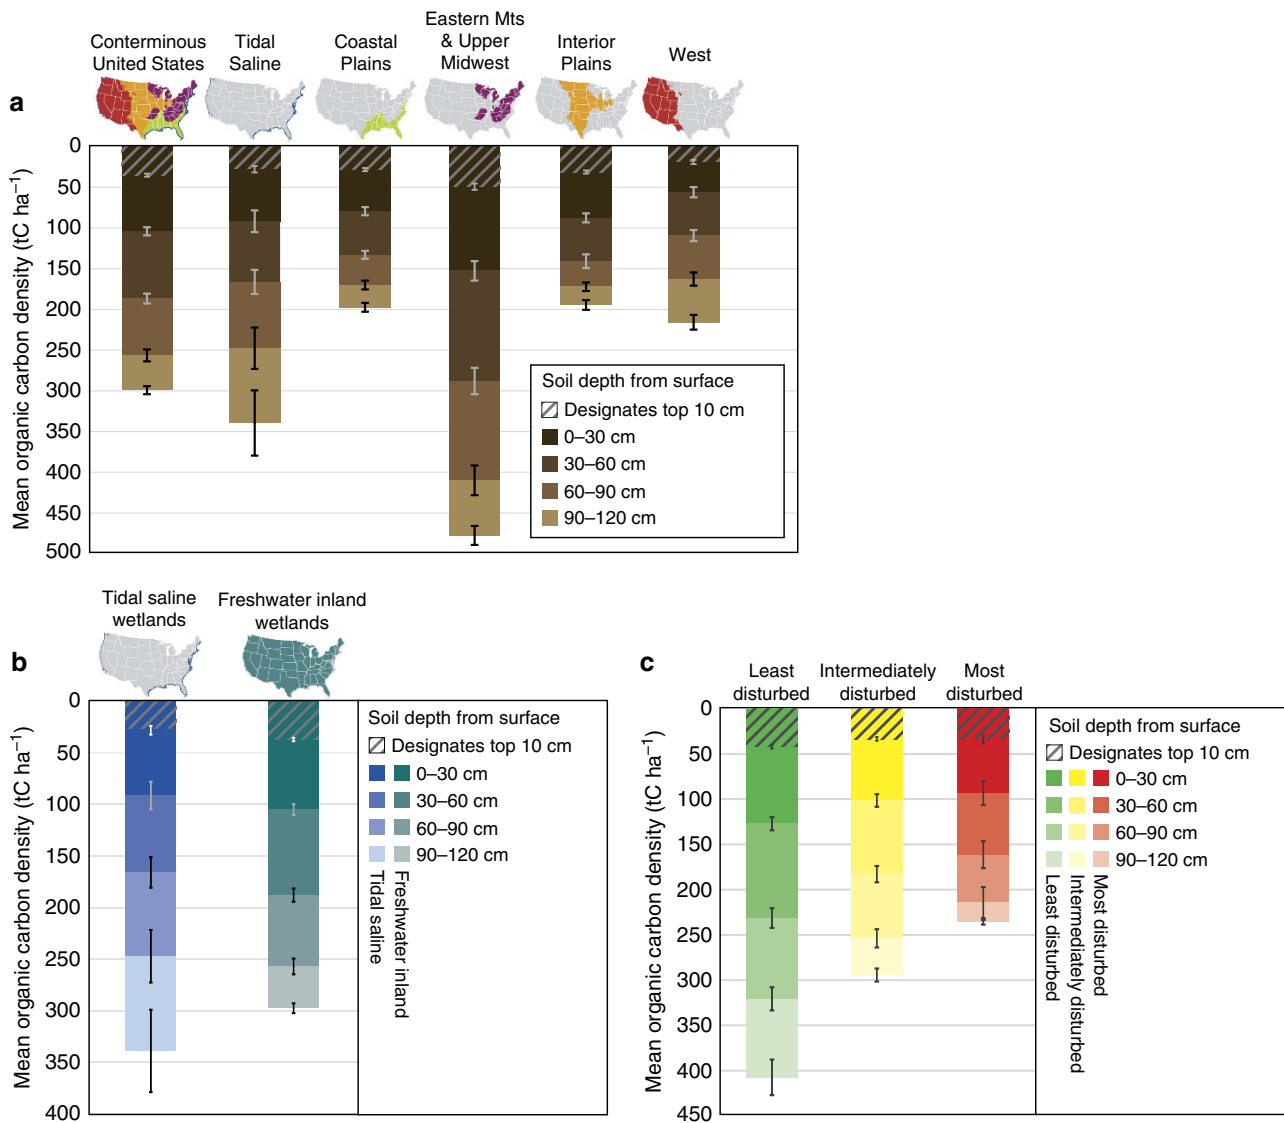 a
Conterminous
United States
Tidal
Saline
Coastal
Plains
Eastern Mts
& Upper
Midwest
Interior
Plains
West
Mean organic carbon density (tC ha⁻¹)
0
50
100
150
200
250
300
350
400
450
500
Soil depth from surface
Designates top 10 cm
0–30 cm
30–60 cm
60–90 cm
90–120 cm
b
Tidal saline
wetlands
Freshwater inland
wetlands
Mean organic carbon density (tC ha⁻¹)
0
50
100
150
200
250
300
350
400
Soil depth from surface
Designates top 10 cm
0–30 cm
30–60 cm
60–90 cm
90–120 cm
Tidal saline
Freshwater inland
c
Least
disturbed
Intermediately
disturbed
Most
disturbed
Mean organic carbon density (tC ha⁻¹)
0
50
100
150
200
250
300
350
400
450
Soil depth from surface
Designates top 10 cm
0–30 cm
30–60 cm
60–90 cm
90–120 cm
Least disturbed
Intermediately disturbed
Most disturbed